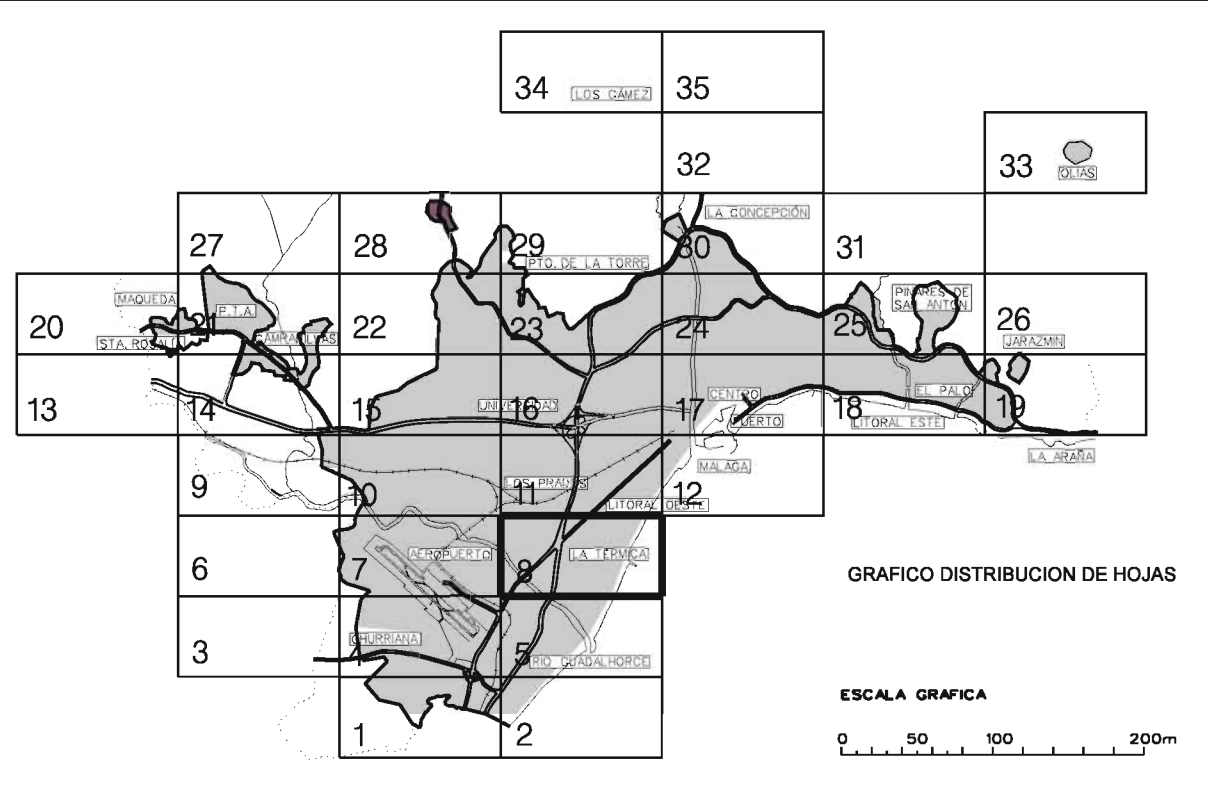 34 LOS GÁMEZ 35
32
33
OLIAS
LA CONCEPCIÓN
27 28 29 30 31
PTO. DE LA TORRE
MAQUEDA
P.T.A.
PINARES DE
SAN ANTON
20 21 22 23 24 25 26
STA. ROSALIA
CAMPANILLAS
JARAZMIN
CENTRO
EL PALO
UNIVERSIDAD
13 14 15 16 17 18 19
PUERTO
LITORAL ESTE
LA ARAÑA
MALAGA
LOS PRADOS
9 10 11 12
LITORAL OESTE
AEROPUERTO
LA TÉRMICA
6 7 8
GRAFICO DISTRIBUCION DE HOJAS
CHURRIANA
3 4 5
RIO GUADALHORCE
ESCALA GRAFICA
1 2
0 50 100 200m